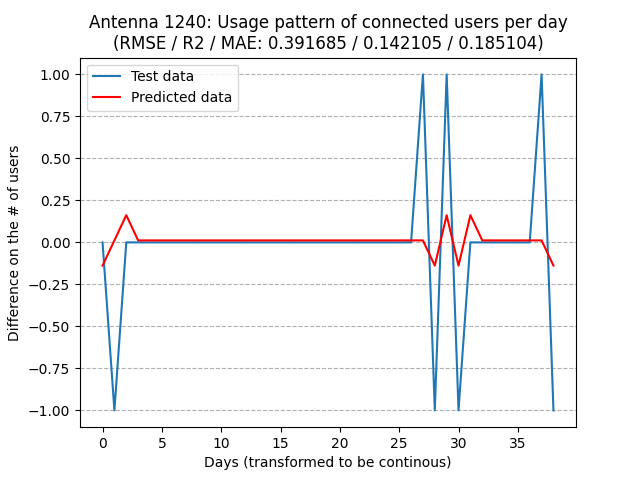 Antenna 1240: Usage pattern of connected users per day
(RMSE / R2 / MAE: 0.391685 / 0.142105 / 0.185104)
Test data
Predicted data
1.00
0.75
0.50
0.25
0.00
−0.25
−0.50
−0.75
−1.00
Difference on the # of users
0 5 10 15 20 25 30 35
Days (transformed to be continous)